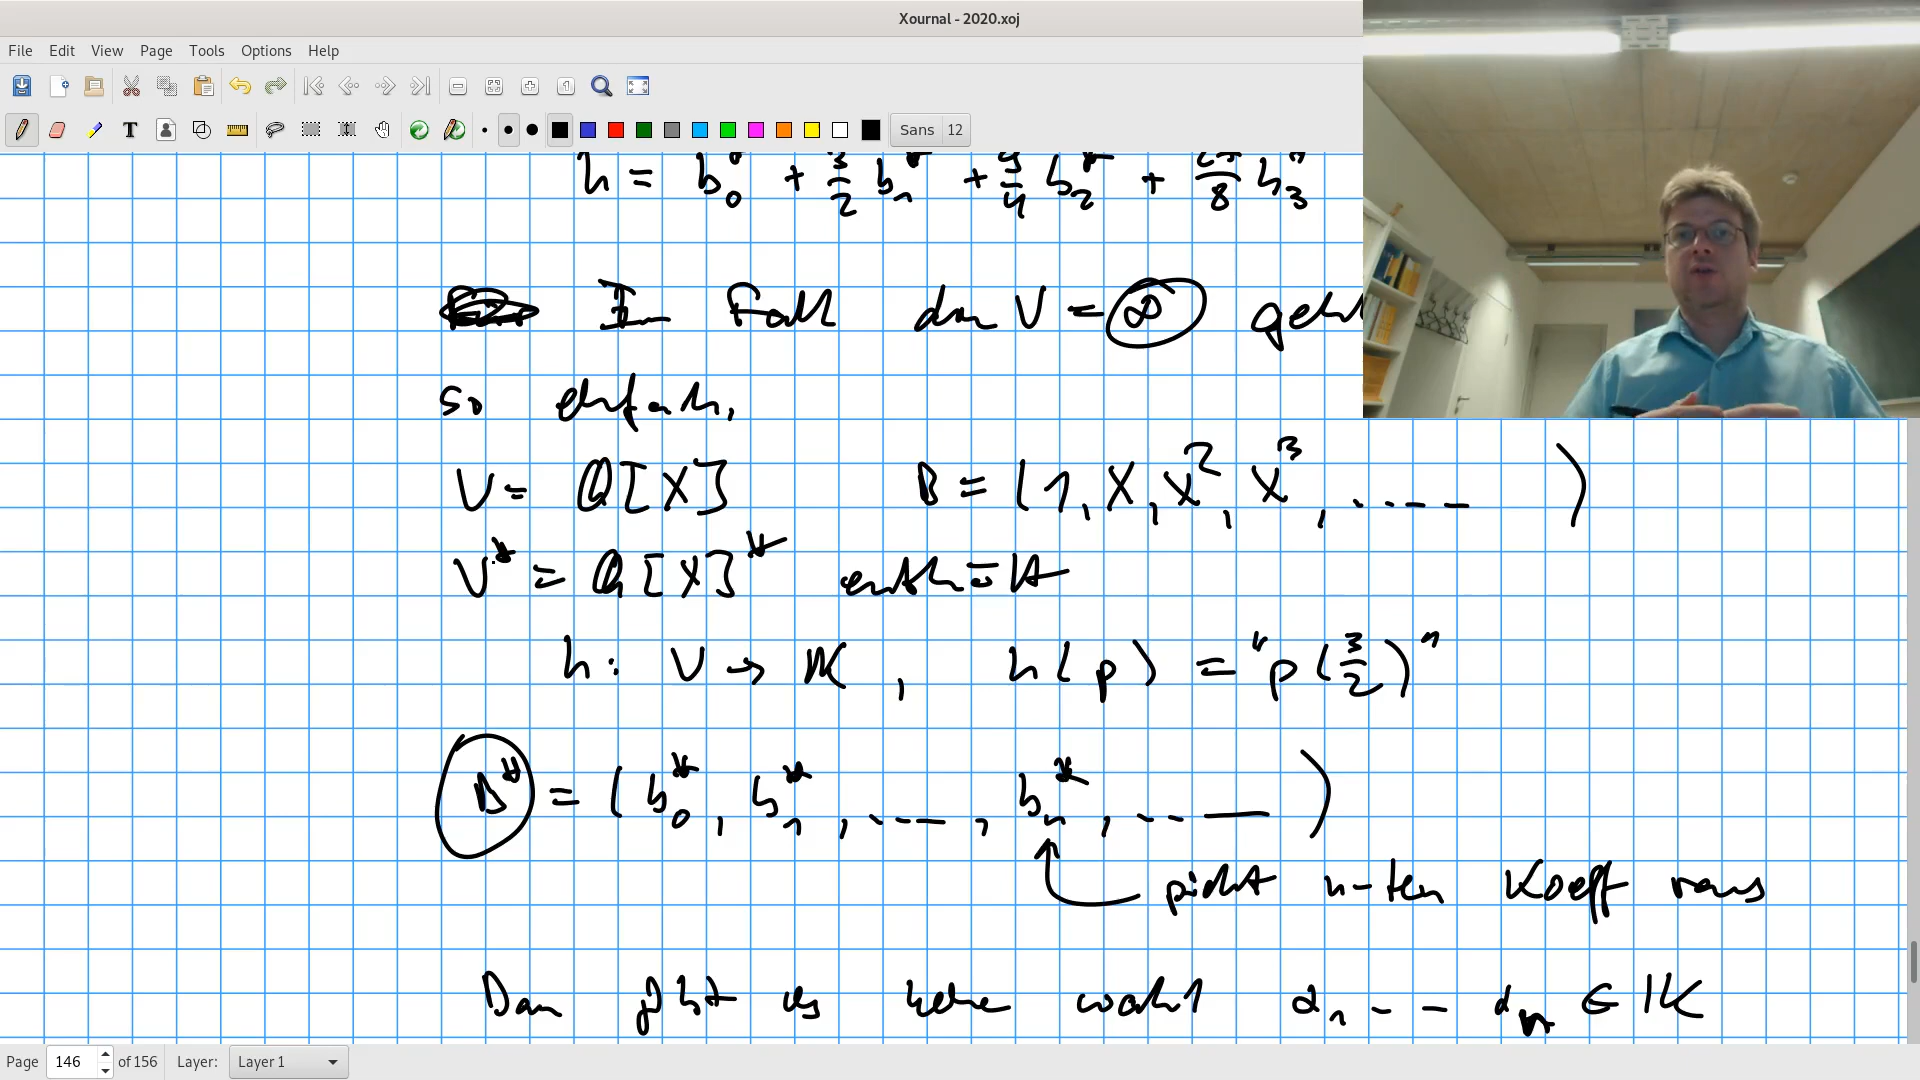 Xournal - 2020.xoj
File Edit View Page Tools Options Help
Sans 12
h = b₀* + 3/2 b₁* + 9/4 b₂* + 27/8 b₃*
Im Fall dim V = ∞ geht
so einfach.
V = ℚ[X] B = (1, X, X², X³, ....)
V* = ℚ[X]* enthält
h: V → K, h(p) = "p(3/2)"
B* = (b₀*, b₁*, ...., bₙ*, ...)
pickt n-ten Koeff raus
Dann gibt es keine Wahl α₁ .. αₙ ∈ K
Page 146 of 156 Layer: Layer 1